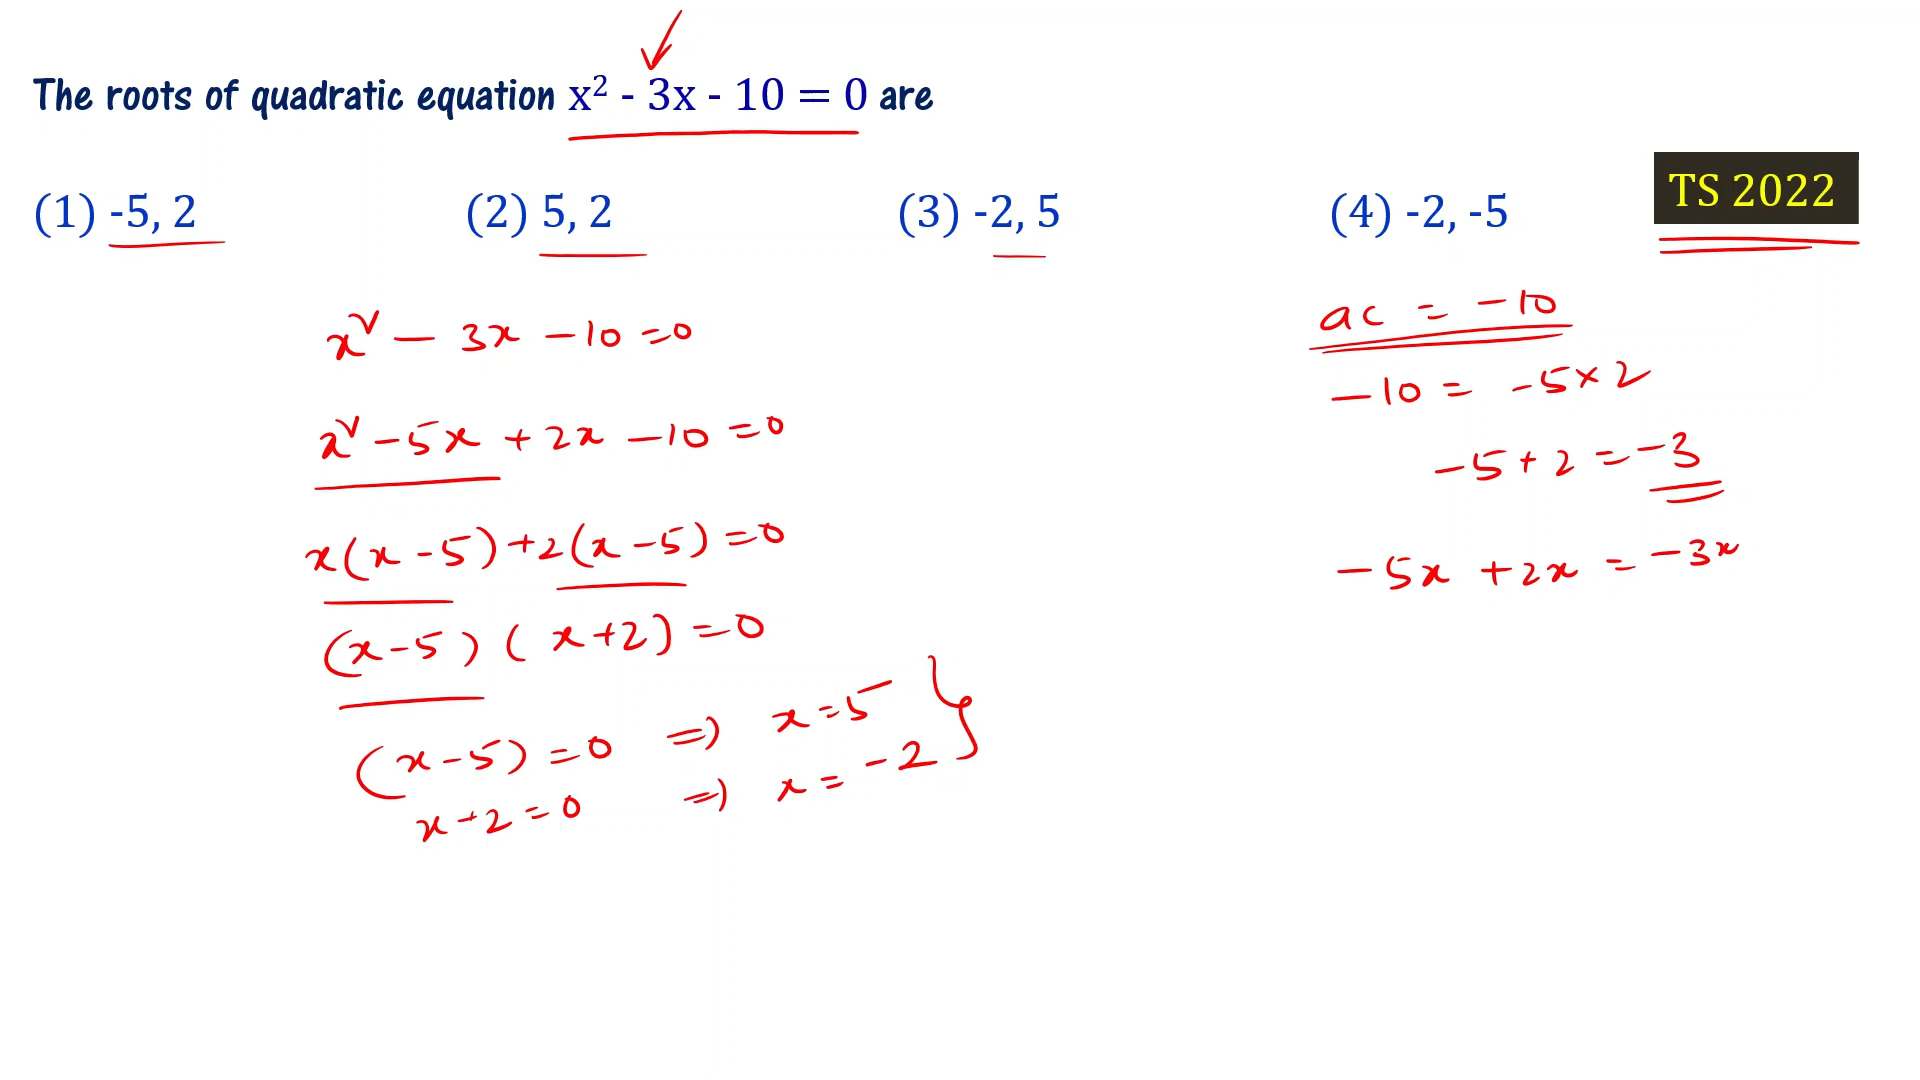 The roots of quadratic equation x² - 3x - 10 = 0 are
(1) -5, 2 (2) 5, 2 (3) -2, 5 (4) -2, -5
TS 2022
x² - 3x - 10 = 0
x² - 5x + 2x - 10 = 0
x(x - 5) + 2(x - 5) = 0
(x - 5) (x + 2) = 0
(x - 5) = 0 ⇒ x = 5
x + 2 = 0 ⇒ x = -2
ac = -10
-10 = -5 × 2
-5 + 2 = -3
-5x + 2x = -3x